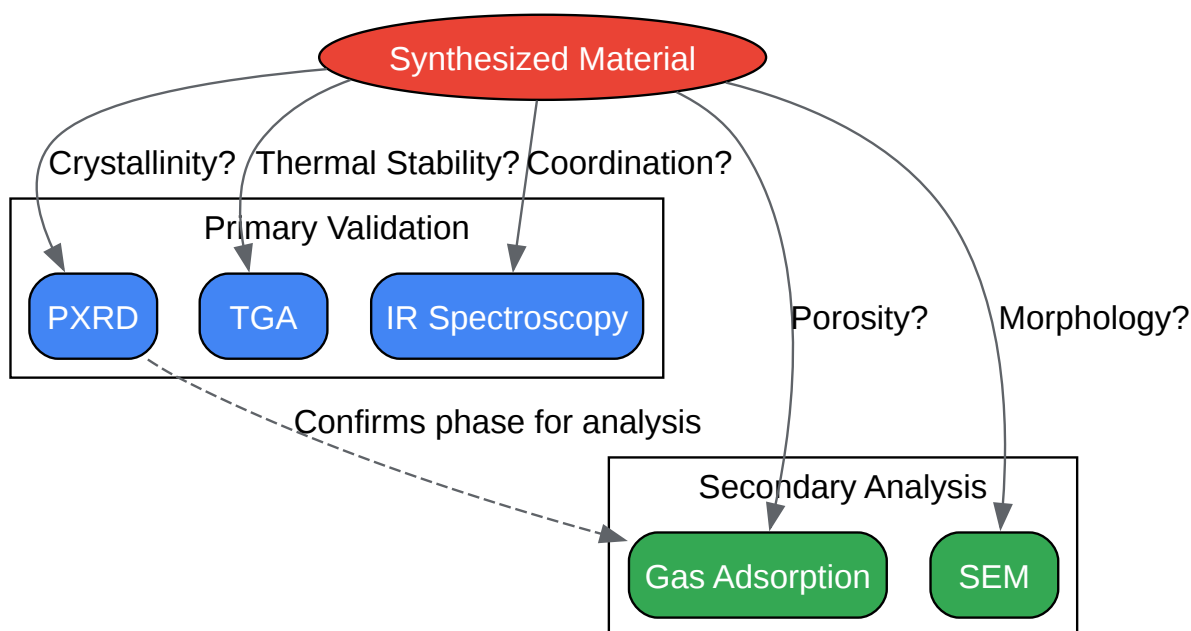 Synthesized Material
Crystallinity?
Thermal Stability?
Coordination?
Primary Validation
PXRD
TGA
IR Spectroscopy
Porosity?
Morphology?
Confirms phase for analysis
Secondary Analysis
Gas Adsorption
SEM